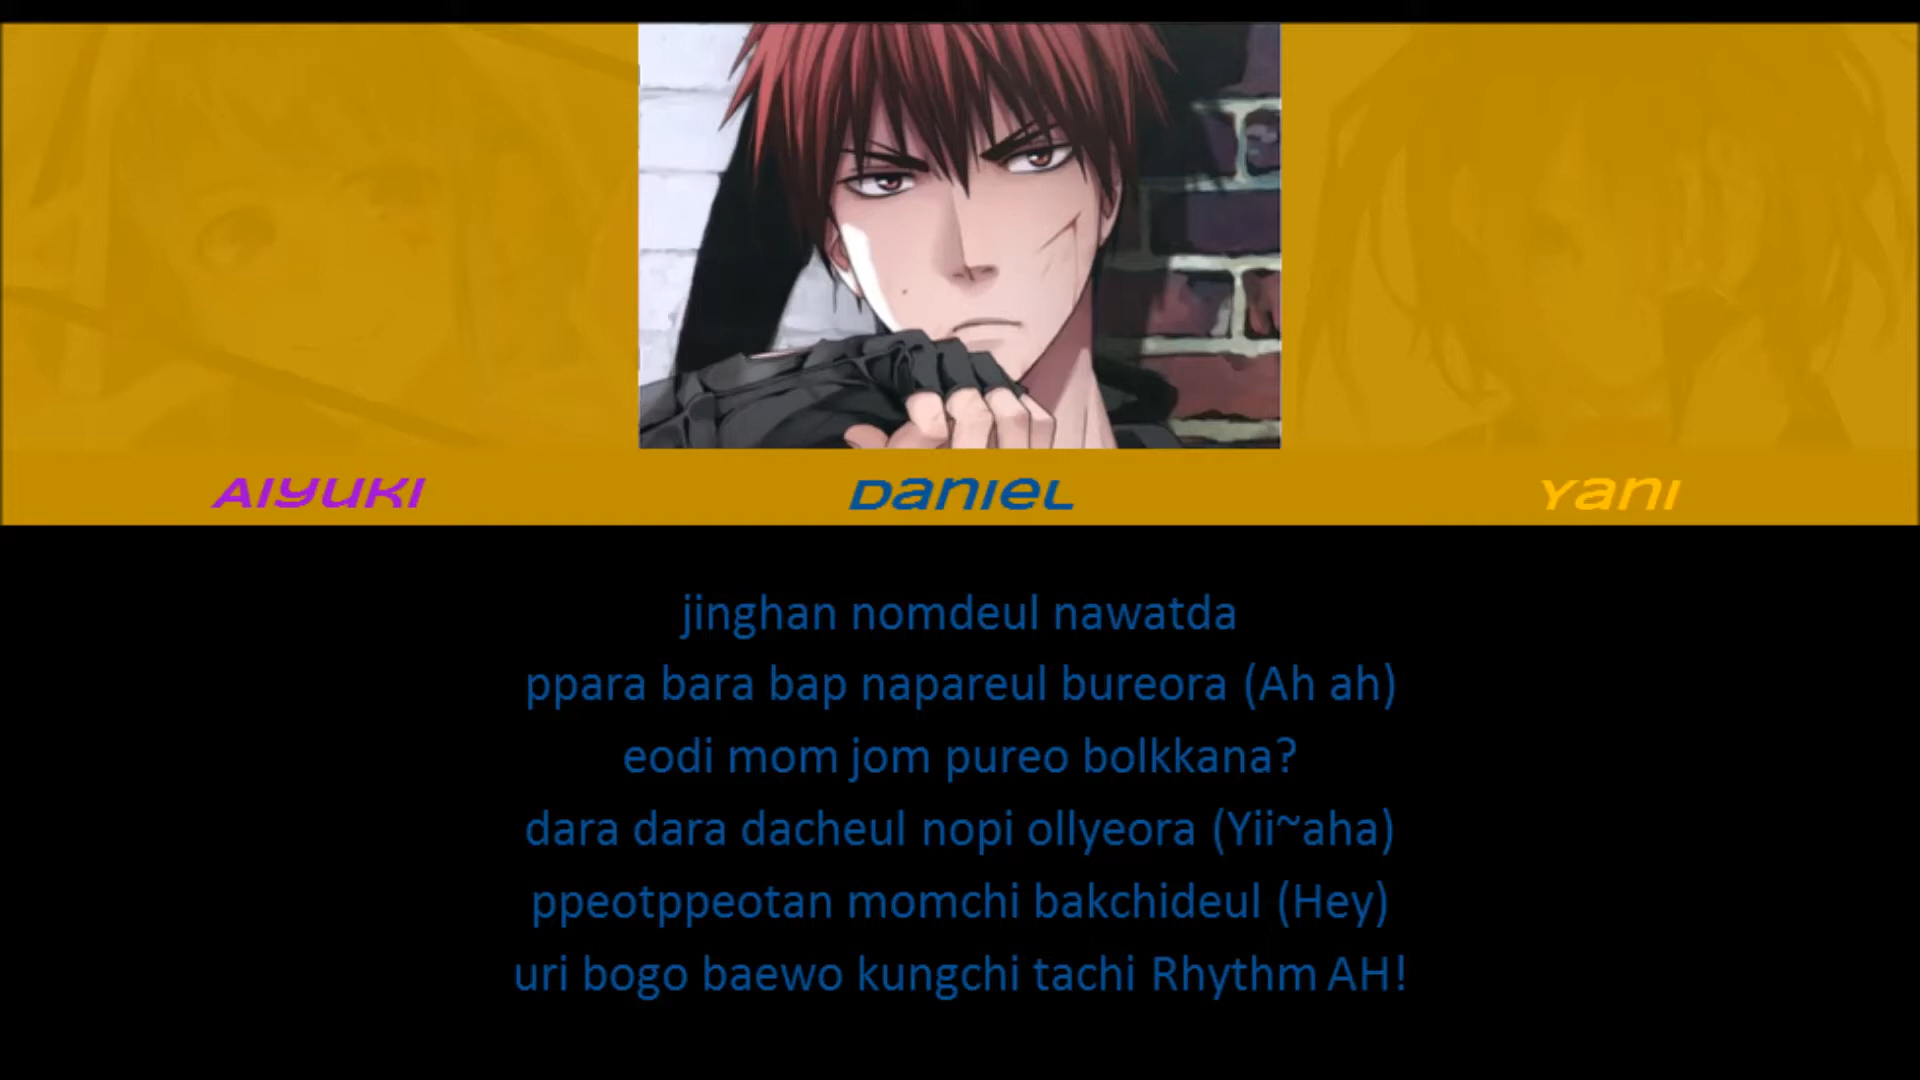 AIYUKI
DANIEL
YANI
jinghan nomdeul nawatda
ppara bara bap napareul bureora (Ah ah)
eodi mom jom pureo bolkkana?
dara dara dacheul nopi ollyeora (Yii~aha)
ppeotppeotan momchi bakchideul (Hey)
uri bogo baewo kungchi tachi Rhythm AH!